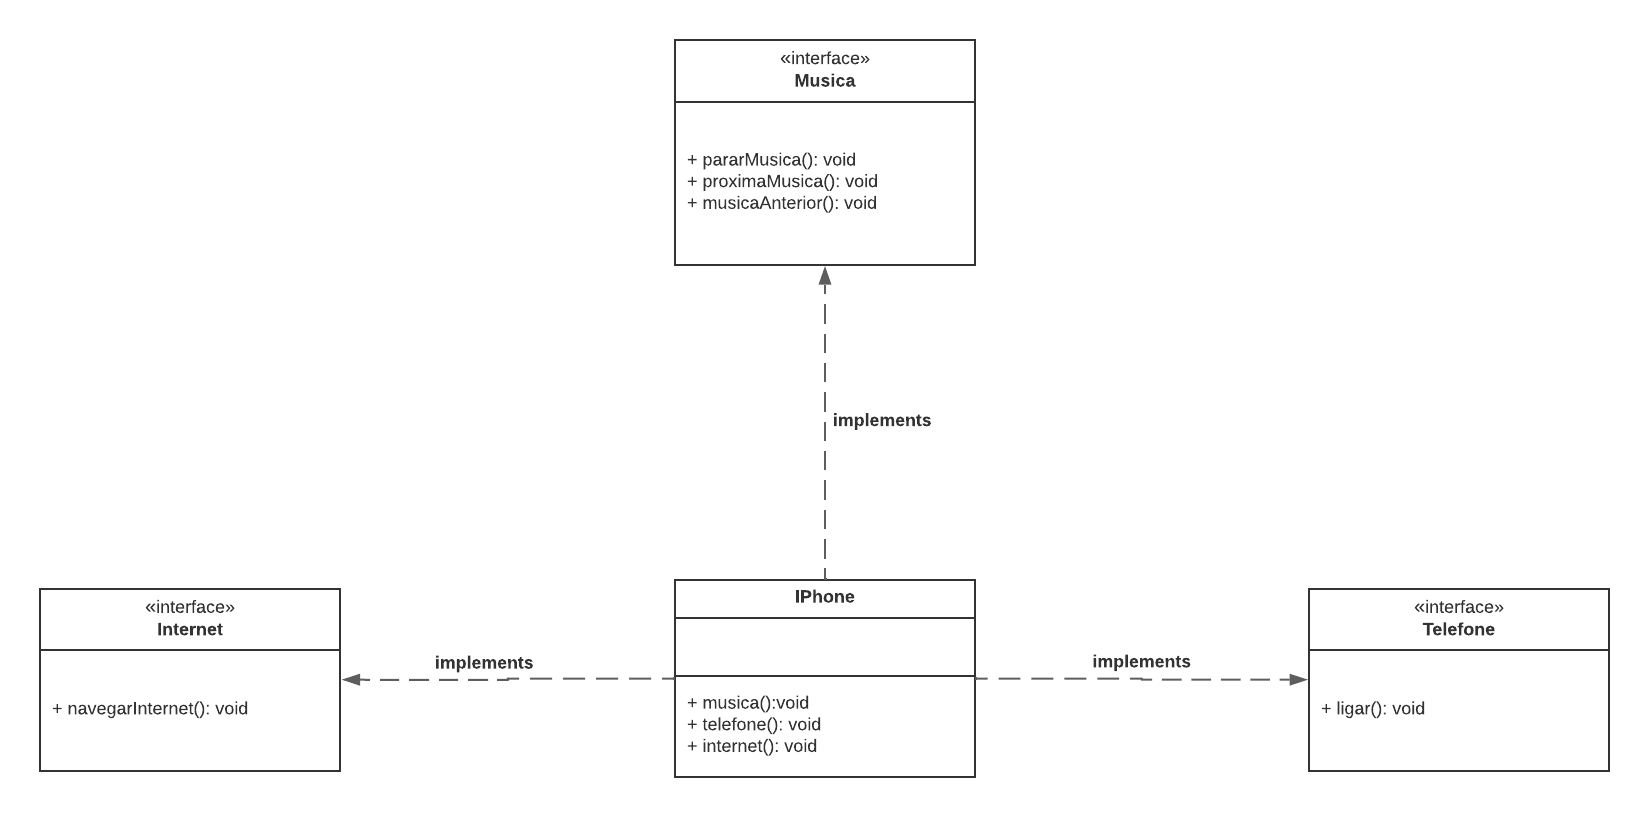 «interface»
Musica
+ pararMusica(): void
+ proximaMusica(): void
+ musicaAnterior(): void
implements
«interface»
Internet
+ navegarInternet(): void
implements
IPhone
+ musica():void
+ telefone(): void
+ internet(): void
implements
«interface»
Telefone
+ ligar(): void